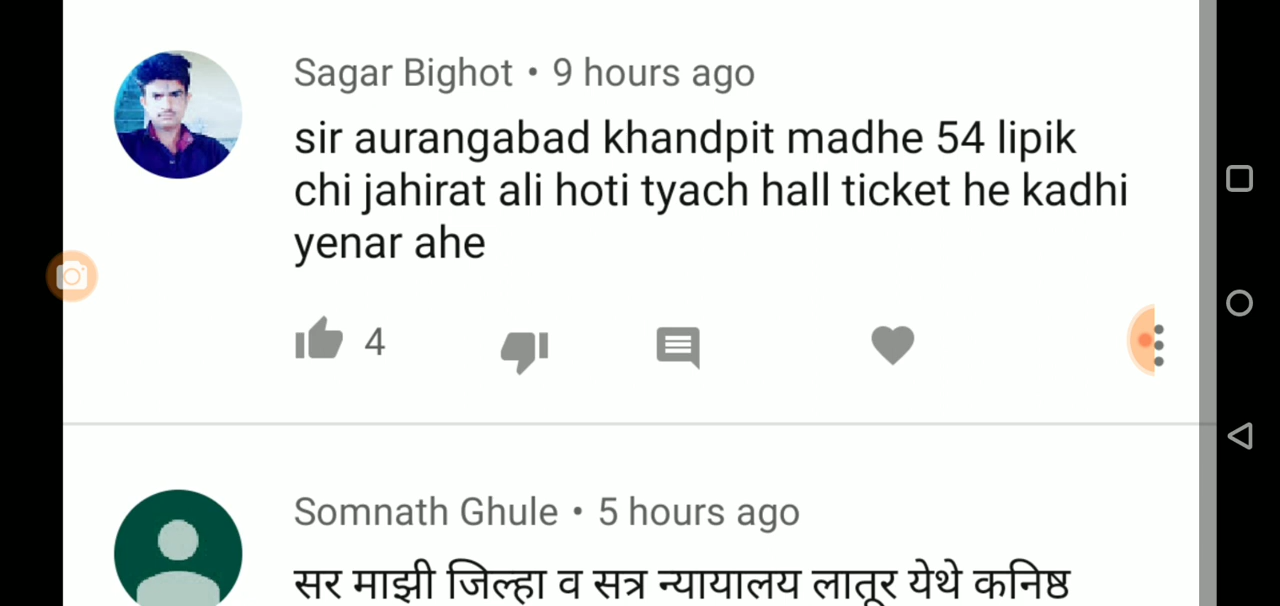 Sagar Bighot • 9 hours ago
sir aurangabad khandpit madhe 54 lipik
chi jahirat ali hoti tyach hall ticket he kadhi
yenar ahe
4
Somnath Ghule • 5 hours ago
सर माझी जिल्हा व सत्र न्यायालय लातूर येथे कनिष्ठ